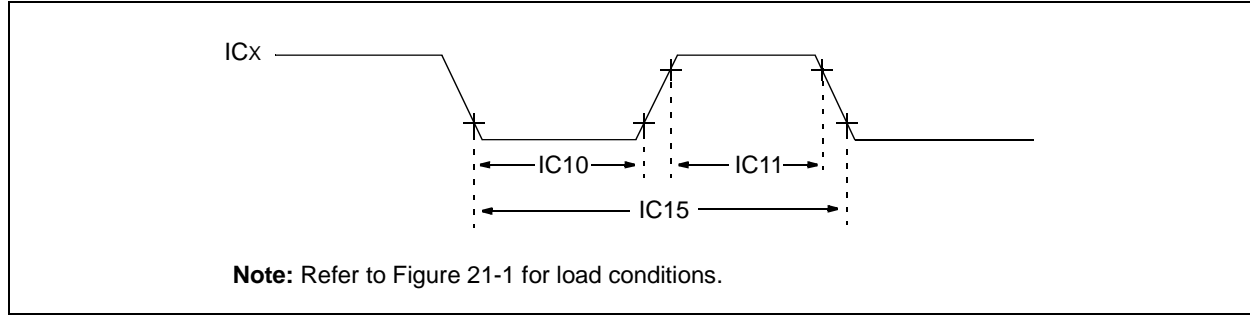 ICX
IC10
IC11
IC15
Note: Refer to Figure 21-1 for load conditions.